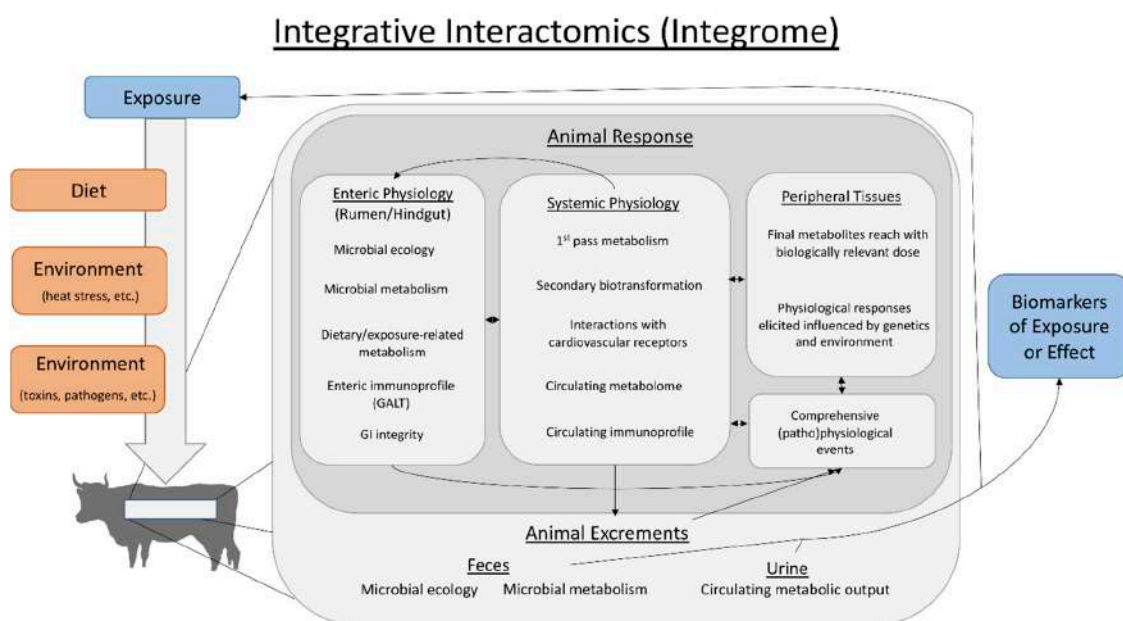 Integrative Interactomics (Integrome)
Exposure
Diet
Environment
(heat stress, etc.)
Environment
(toxins, pathogens, etc.)
Animal Response
Enteric Physiology
(Rumen/Hindgut)
Microbial ecology
Microbial metabolism
Dietary/exposure-related
metabolism
Enteric immunoprofile
(GALT)
GI integrity
Systemic Physiology
1st pass metabolism
Secondary biotransformation
Interactions with
cardiovascular receptors
Circulating metabolome
Circulating immunoprofile
Peripheral Tissues
Final metabolites reach with
biologically relevant dose
Physiological responses
elicited influenced by genetics
and environment
Comprehensive
(patho)physiological
events
Biomarkers
of Exposure
or Effect
Animal Excrements
Feces
Microbial ecology
Microbial metabolism
Urine
Circulating metabolic output